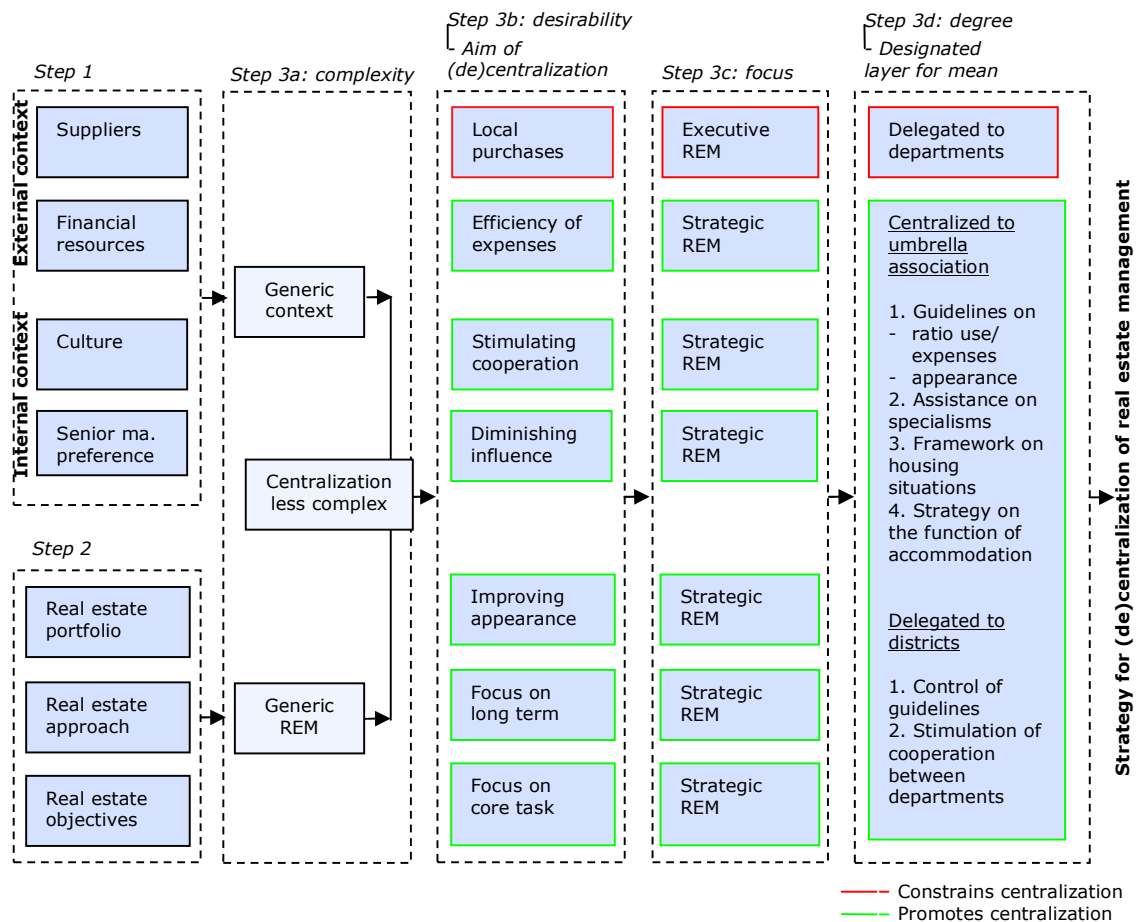 Step 3b: desirability
- Aim of
(de)centralization
Step 3d: degree
- Designated
layer for mean
Step 1
Step 3a: complexity
Step 3c: focus
External context
Internal context
Suppliers
Financial
resources
Culture
Senior ma.
preference
Step 2
Real estate
portfolio
Real estate
approach
Real estate
objectives
Generic
context
Centralization
less complex
Generic
REM
Local
purchases
Efficiency of
expenses
Stimulating
cooperation
Diminishing
influence
Improving
appearance
Focus on
long term
Focus on
core task
Executive
REM
Strategic
REM
Strategic
REM
Strategic
REM
Strategic
REM
Strategic
REM
Strategic
REM
Delegated to
departments
Centralized to
umbrella
association
1. Guidelines on
- ratio use/
expenses
- appearance
2. Assistance on
specialisms
3. Framework on
housing
situations
4. Strategy on
the function of
accommodation
Delegated to
districts
1. Control of
guidelines
2. Stimulation of
cooperation
between
departments
Strategy for (de)centralization of real estate management
Constrains centralization
Promotes centralization